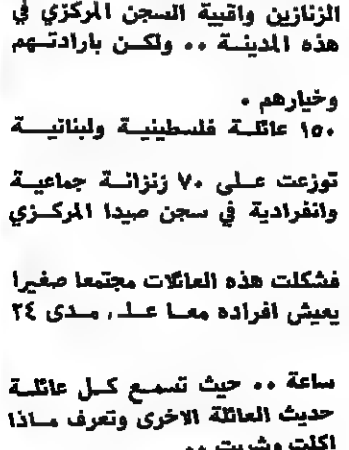 الزنازين واقبية السجن المركزي في
هذه المدينة .. ولكن بارادتهم
وخيارهم .
١٥٠ عائلة فلسطينية ولبنانية
توزعت على ٧٠ زنزانة جماعية
وانفرادية في سجن صيدا المركزي
فشكلت هذه العائلات مجتمعا صغيرا
يعيش افراده معا على مدى ٢٤
ساعة .. حيث تسمع كل عائلة
حديث العائلة الاخرى وتعرف ماذا
اكلت وشربت ..